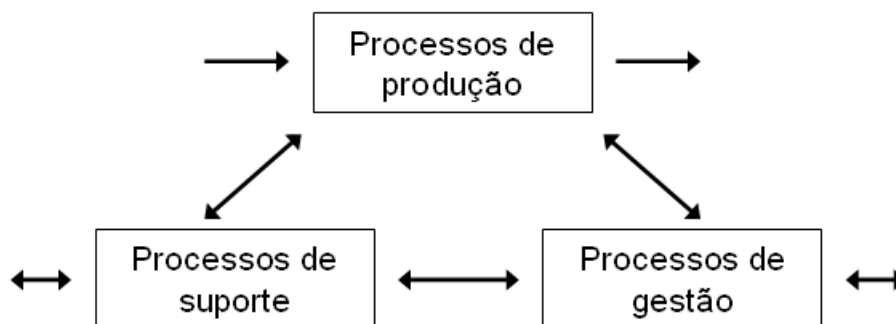 Processos de
produção
Processos de
suporte
Processos de
gestão